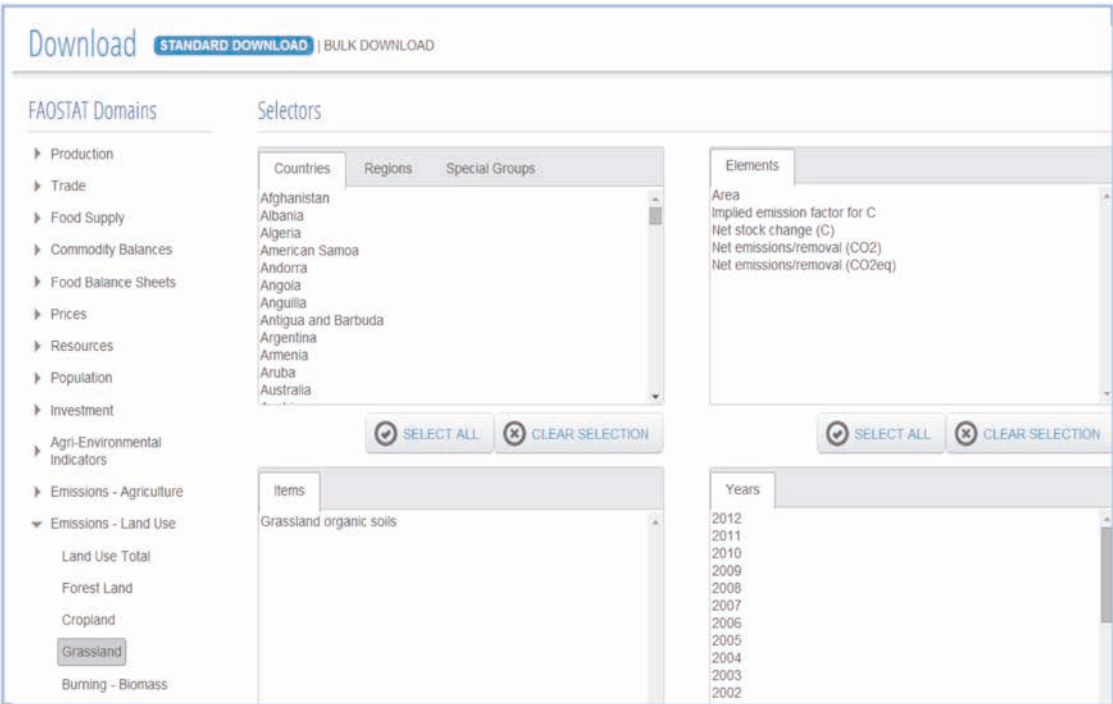 Download STANDARD DOWNLOAD | BULK DOWNLOAD
FAOSTAT Domains
Production
Trade
Food Supply
Commodity Balances
Food Balance Sheets
Prices
Resources
Population
Investment
Agri-Environmental
Indicators
Emissions - Agriculture
Emissions - Land Use
Land Use Total
Forest Land
Cropland
Grassland
Burning - Biomass
Selectors
Countries Regions Special Groups
Afghanistan
Albania
Algeria
American Samoa
Andorra
Angola
Anguilla
Antigua and Barbuda
Argentina
Armenia
Aruba
Australia
SELECT ALL CLEAR SELECTION
Elements
Area
Implied emission factor for C
Net stock change (C)
Net emissions/removal (CO2)
Net emissions/removal (CO2eq)
SELECT ALL CLEAR SELECTION
Items
Grassland organic soils
Years
2012
2011
2010
2009
2008
2007
2006
2005
2004
2003
2002